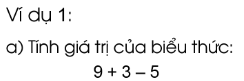 Ví dụ 1:
a) Tính giá trị của biểu thức:
9 + 3 – 5